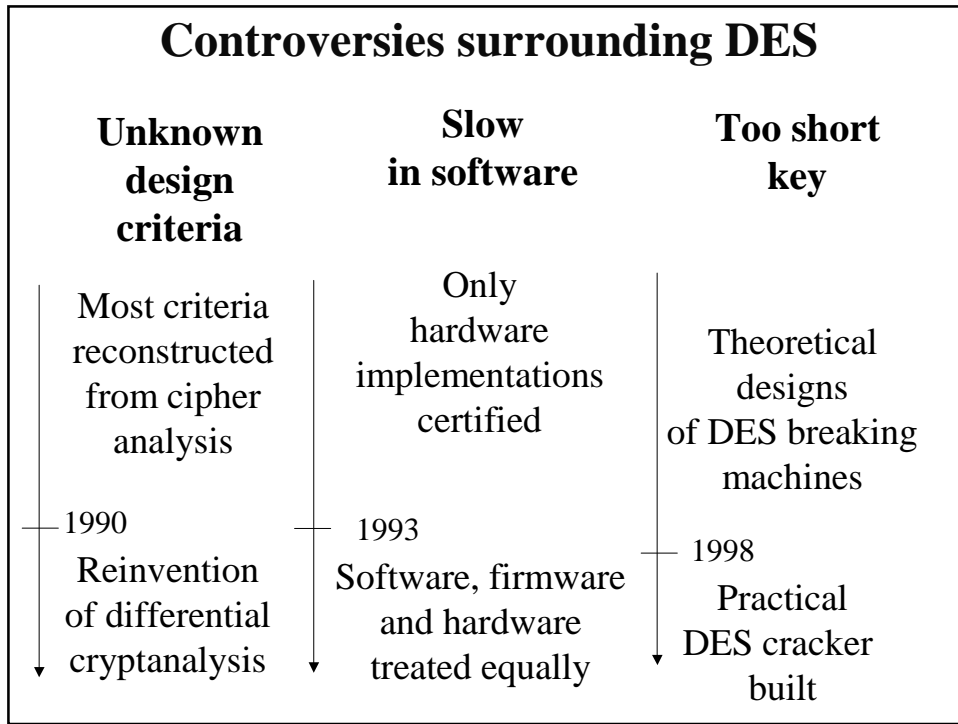 Controversies surrounding DES
Unknown
design
criteria
Most criteria
reconstructed
from cipher
analysis
1990
Reinvention
of differential
cryptanalysis
Slow
in software
Only
hardware
implementations
certified
1993
Software, firmware
and hardware
treated equally
Too short
key
Theoretical
designs
of DES breaking
machines
1998
Practical
DES cracker
built